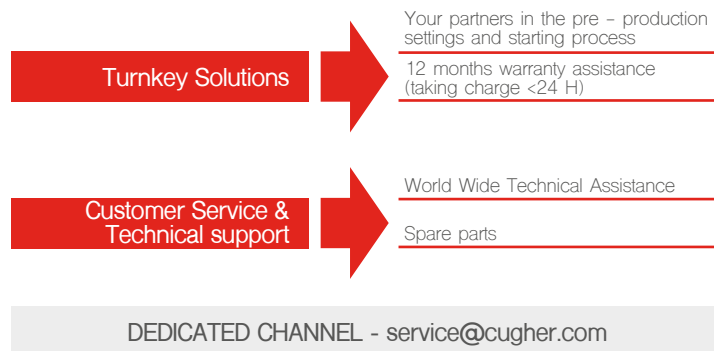 Turnkey Solutions
Your partners in the pre - production
settings and starting process
12 months warranty assistance
(taking charge <24 H)
Customer Service &
Technical support
World Wide Technical Assistance
Spare parts
DEDICATED CHANNEL - service@cugher.com